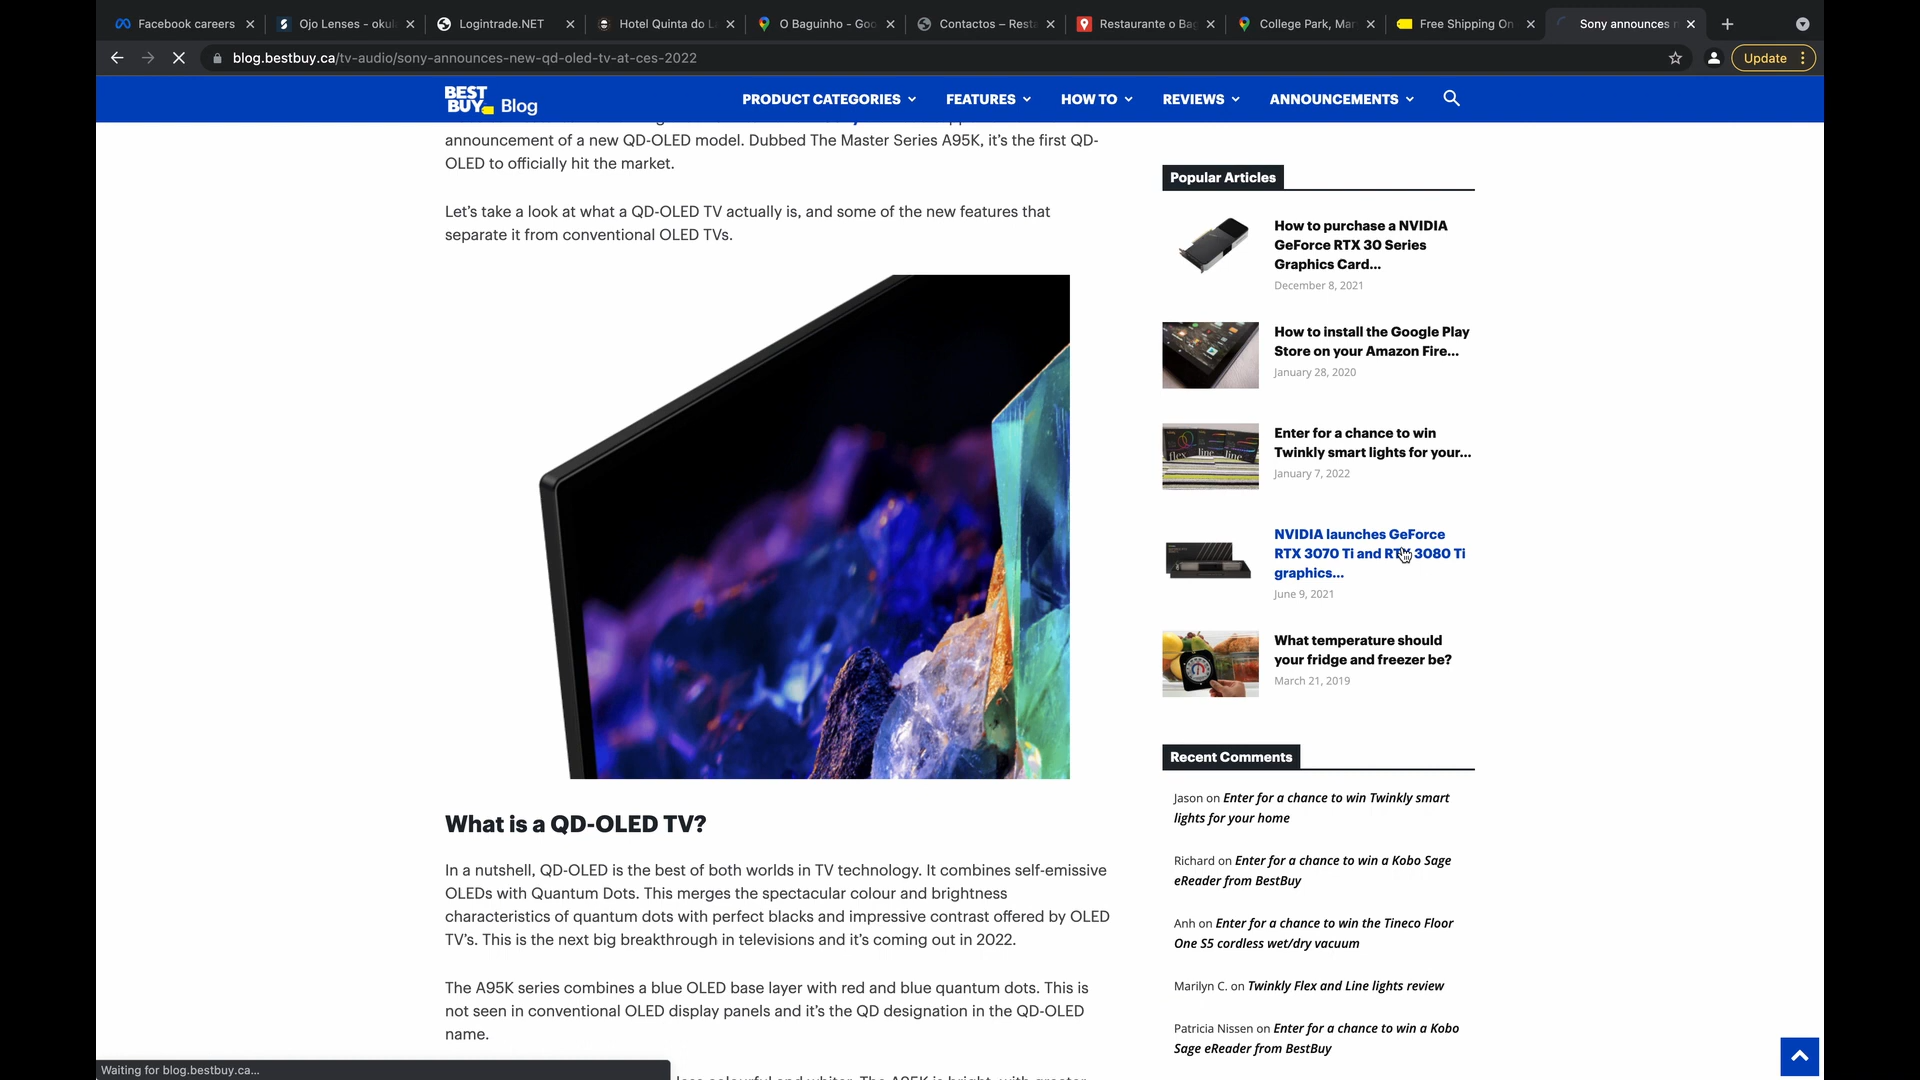 Facebook careers
Ojo Lenses - oku
Logintrade.NET
Hotel Quinta do L
O Baguinho - Goo
Contactos – Resta
Restaurante o Bag
College Park, Mar
Free Shipping On
Sony announces
blog.bestbuy.ca/tv-audio/sony-announces-new-qd-oled-tv-at-ces-2022
Update
BEST BUY Blog
PRODUCT CATEGORIES
FEATURES
HOW TO
REVIEWS
ANNOUNCEMENTS
announcement of a new QD-OLED model. Dubbed The Master Series A95K, it's the first QD-
OLED to officially hit the market.
Let's take a look at what a QD-OLED TV actually is, and some of the new features that
separate it from conventional OLED TVs.
What is a QD-OLED TV?
In a nutshell, QD-OLED is the best of both worlds in TV technology. It combines self-emissive
OLEDs with Quantum Dots. This merges the spectacular colour and brightness
characteristics of quantum dots with perfect blacks and impressive contrast offered by OLED
TV's. This is the next big breakthrough in televisions and it's coming out in 2022.
The A95K series combines a blue OLED base layer with red and blue quantum dots. This is
not seen in conventional OLED display panels and it's the QD designation in the QD-OLED
name.
Popular Articles
How to purchase a NVIDIA
GeForce RTX 30 Series
Graphics Card...
December 8, 2021
How to install the Google Play
Store on your Amazon Fire...
January 28, 2020
flex line line
Enter for a chance to win
Twinkly smart lights for your...
January 7, 2022
NVIDIA launches GeForce
RTX 3070 Ti and RTX 3080 Ti
graphics...
June 9, 2021
What temperature should
your fridge and freezer be?
March 21, 2019
Recent Comments
Jason on Enter for a chance to win Twinkly smart
lights for your home
Richard on Enter for a chance to win a Kobo Sage
eReader from BestBuy
Anh on Enter for a chance to win the Tineco Floor
One S5 cordless wet/dry vacuum
Marilyn C. on Twinkly Flex and Line lights review
Patricia Nissen on Enter for a chance to win a Kobo
Sage eReader from BestBuy
Waiting for blog.bestbuy.ca...